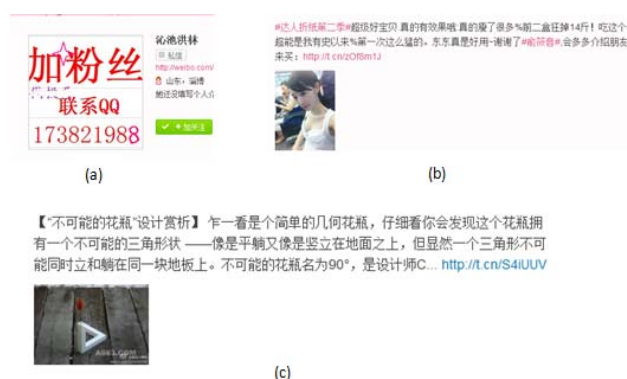 加粉丝
联系QQ
173821988
沁池洪林
私信
http://weibo.com/
山东，淄博
她还没填写个人介
+加关注
(a)
#达人折纸第二季#超级好宝贝.真的有效果哦.真的瘦了很多%前二盒狂掉14斤！吃这个
超能是我有史以来%第一次这么猛的。东东真是好用~谢谢了 会多多介绍朋友
来买：http://t.cn/zOf8m1J
(b)
【“不可能的花瓶”设计赏析】 乍一看是个简单的几何花瓶，仔细看你会发现这个花瓶拥
有一个不可能的三角形状 ——像是平躺又像是竖立在地面之上，但显然一个三角形不可
能同时立和躺在同一块地板上。不可能的花瓶名为90°，是设计师C... http://t.cn/S4iUUV
(c)